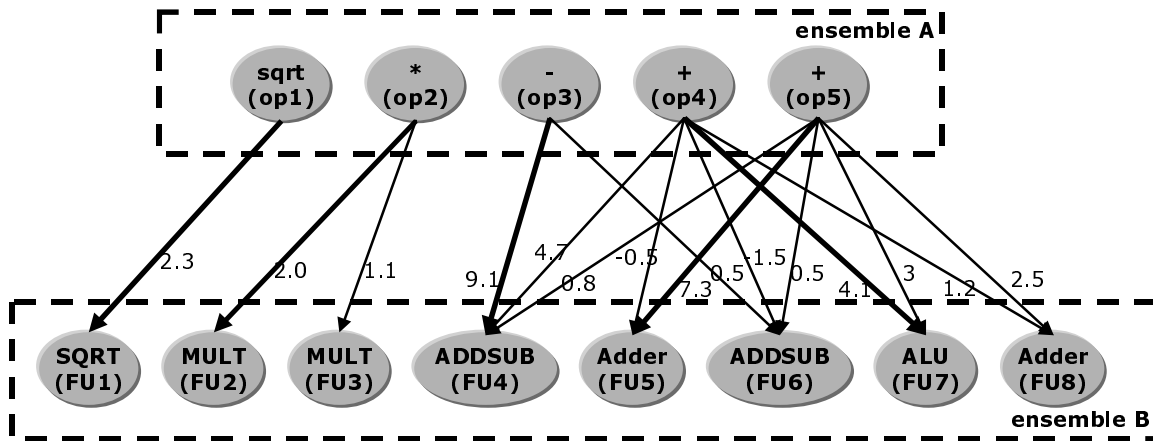 ensemble A
sqrt
(op1)
*
(op2)
-
(op3)
+
(op4)
+
(op5)
2.3
2.0
1.1
9.1
4.7
0.8
-0.5
7.3
0.5
-1.5
0.5
4.1
3
1.2
2.5
SQRT
(FU1)
MULT
(FU2)
MULT
(FU3)
ADDSUB
(FU4)
Adder
(FU5)
ADDSUB
(FU6)
ALU
(FU7)
Adder
(FU8)
ensemble B